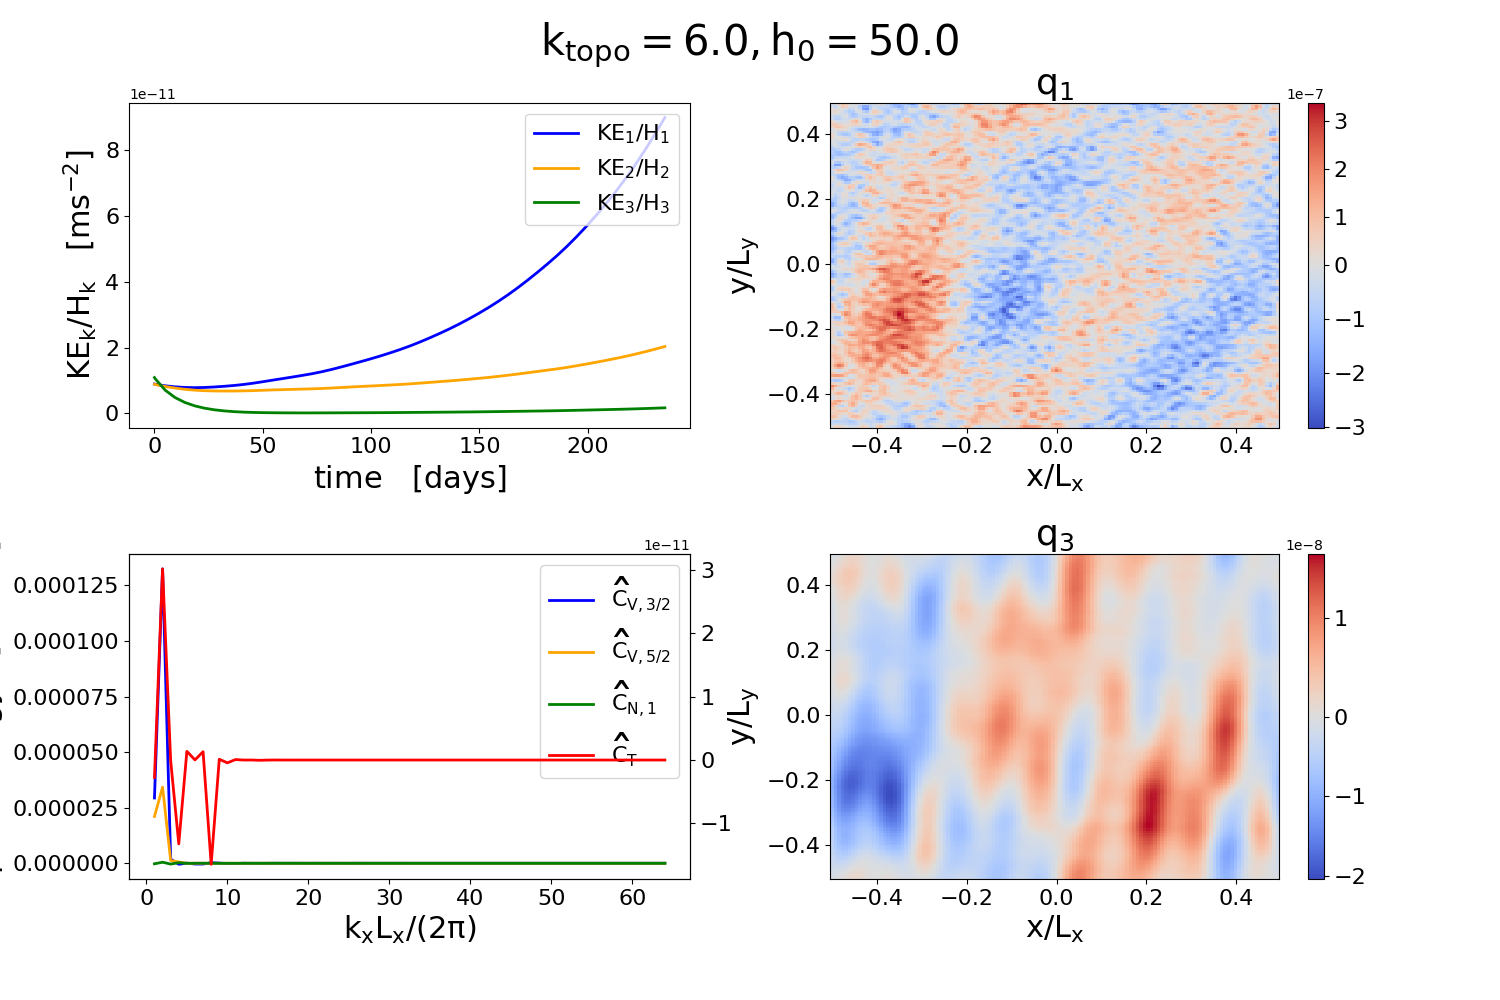 k_topo = 6.0, h_0 = 50.0
1e−11
KE_k/H_k [ms^−2]
8
6
4
2
0
KE_1/H_1
KE_2/H_2
KE_3/H_3
0 50 100 150 200
time [days]
q_1
1e−7
y/L_y
0.4
0.2
0.0
−0.2
−0.4
−0.4 −0.2 0.0 0.2 0.4
x/L_x
3
2
1
0
−1
−2
−3
1e−11
0.000125
0.000100
0.000075
0.000050
0.000025
0.000000
Ĉ_V, 3/2
Ĉ_V, 5/2
Ĉ_N, 1
Ĉ_T
3
2
1
0
−1
0 10 20 30 40 50 60
k_xL_x/(2π)
q_3
1e−8
y/L_y
0.4
0.2
0.0
−0.2
−0.4
−0.4 −0.2 0.0 0.2 0.4
x/L_x
1
0
−1
−2